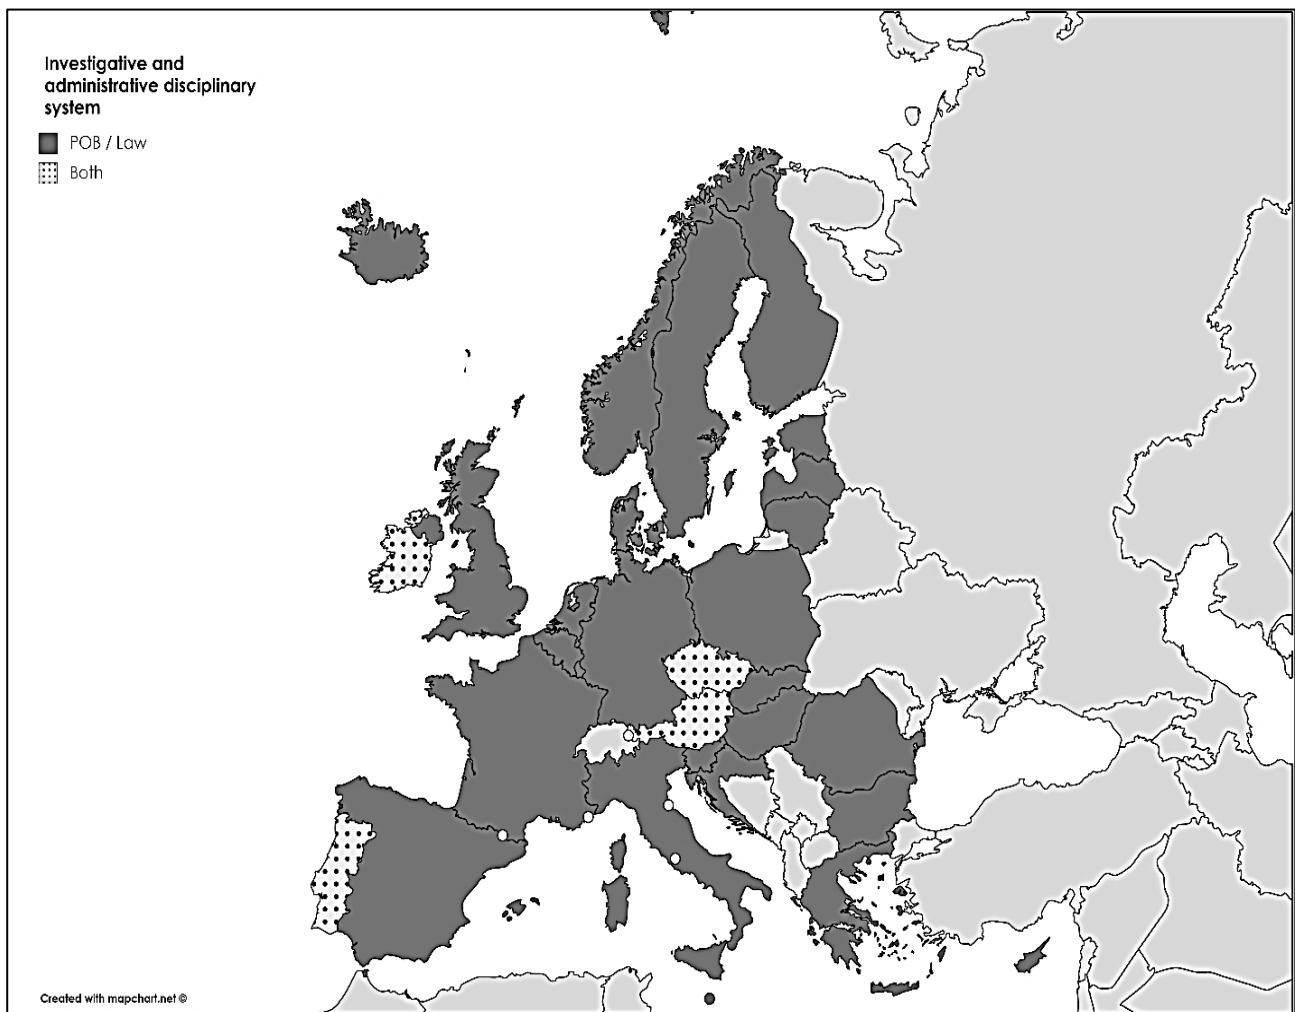 Investigative and
administrative disciplinary
system
POB / Law
Both
Created with mapchart.net ©